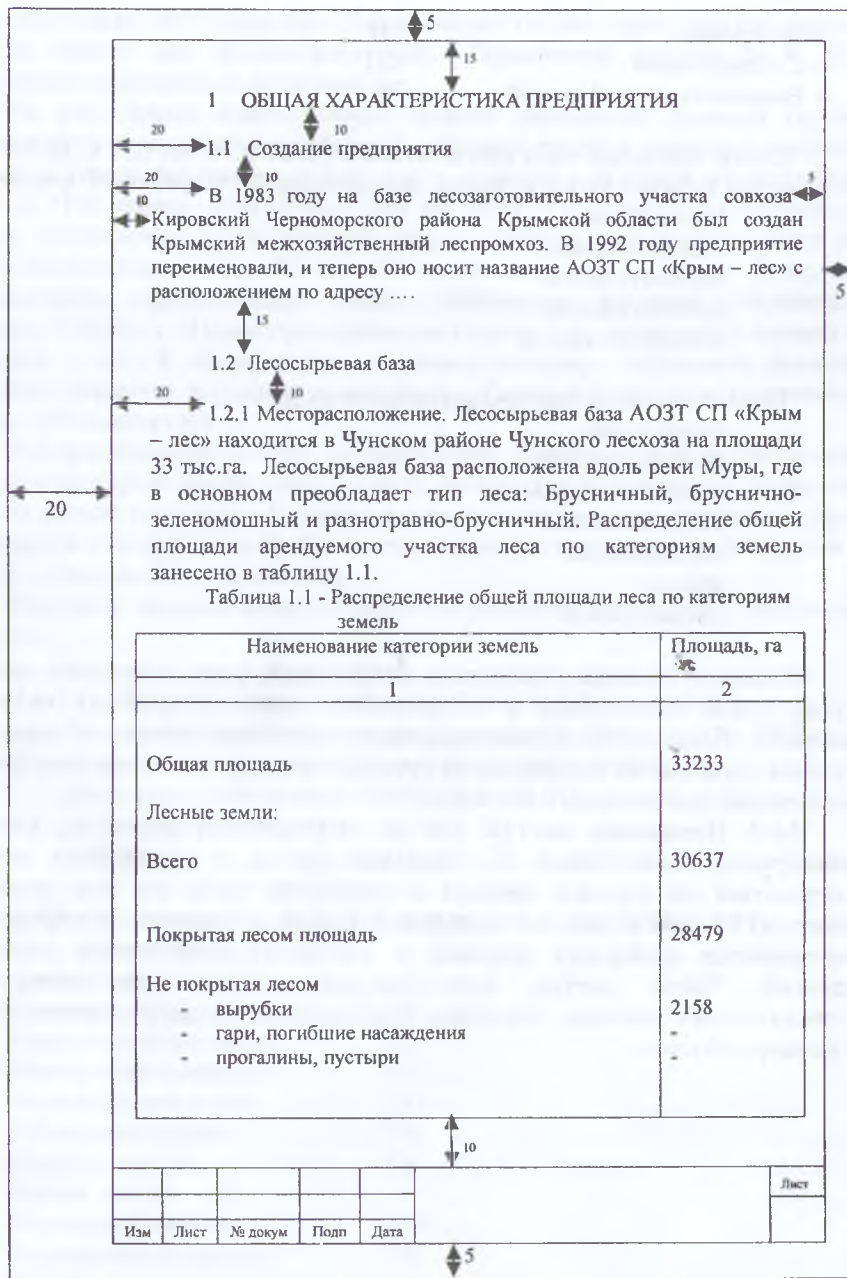 5
15
1 ОБЩАЯ ХАРАКТЕРИСТИКА ПРЕДПРИЯТИЯ
20
10
1.1 Создание предприятия
20
10
5
В 1983 году на базе лесозаготовительного участка совхоза
10
Кировский Черноморского района Крымской области был создан
Крымский межхозяйственный леспромхоз. В 1992 году предприятие
переименовали, и теперь оно носит название АОЗТ СП «Крым – лес» с
расположением по адресу ….
5
15
1.2 Лесосырьевая база
20
10
1.2.1 Месторасположение. Лесосырьевая база АОЗТ СП «Крым
– лес» находится в Чунском районе Чунского лесхоза на площади
33 тыс.га. Лесосырьевая база расположена вдоль реки Муры, где
20
в основном преобладает тип леса: Брусничный, бруснично-
зеленомошный и разнотравно-брусничный. Распределение общей
площади арендуемого участка леса по категориям земель
занесено в таблицу 1.1.
Таблица 1.1 - Распределение общей площади леса по категориям
земель
Наименование категории земель Площадь, га
1 2
Общая площадь 33233
Лесные земли:
Всего 30637
Покрытая лесом площадь 28479
Не покрытая лесом
- вырубки 2158
- гари, погибшие насаждения -
- прогалины, пустыри -
10
Лист
Изм Лист № докум Подп Дата
5